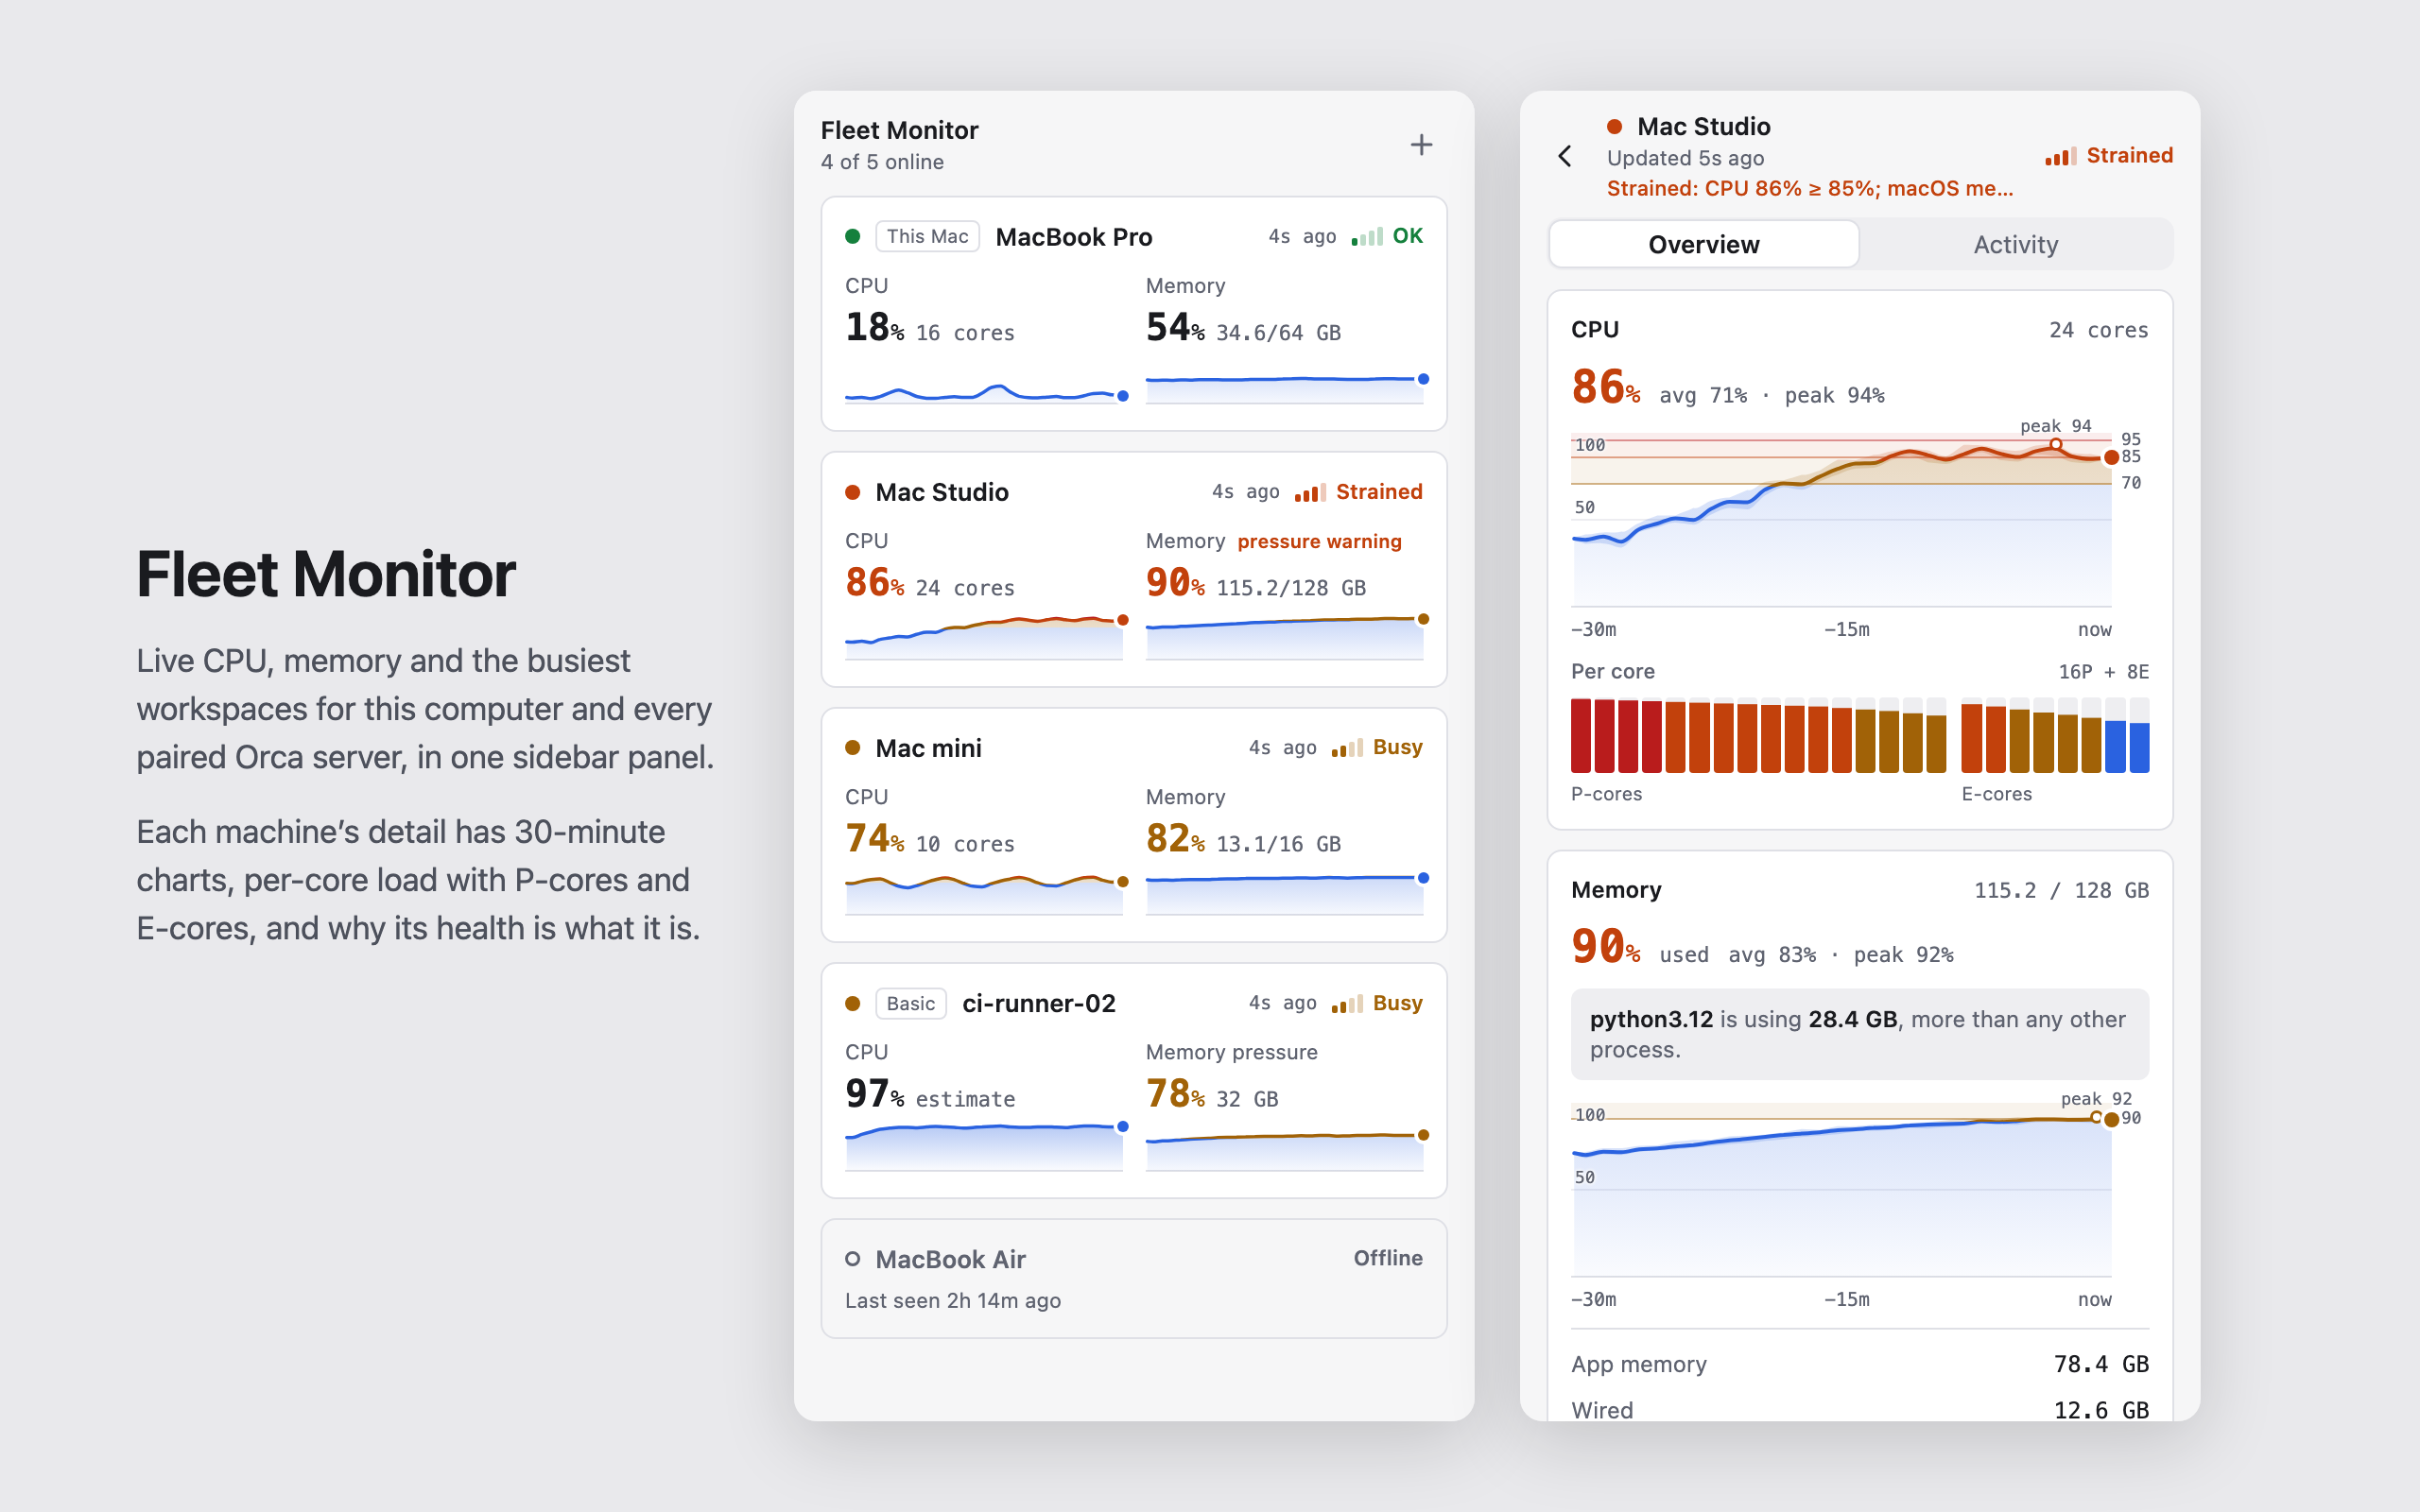 Fleet Monitor
Live CPU, memory and the busiest
workspaces for this computer and every
paired Orca server, in one sidebar panel.
Each machine’s detail has 30-minute
charts, per-core load with P-cores and
E-cores, and why its health is what it is.
Fleet Monitor
4 of 5 online
This Mac MacBook Pro 4s ago OK
CPU Memory
18% 16 cores 54% 34.6/64 GB
Mac Studio 4s ago Strained
CPU Memory pressure warning
86% 24 cores 90% 115.2/128 GB
Mac mini 4s ago Busy
CPU Memory
74% 10 cores 82% 13.1/16 GB
Basic ci-runner-02 4s ago Busy
CPU Memory pressure
97% estimate 78% 32 GB
MacBook Air Offline
Last seen 2h 14m ago
Mac Studio
Updated 5s ago Strained
Strained: CPU 86% ≥ 85%; macOS me...
Overview Activity
CPU 24 cores
86% avg 71% · peak 94%
peak 94
100 95
85
70
50
−30m −15m now
Per core 16P + 8E
P-cores E-cores
Memory 115.2 / 128 GB
90% used avg 83% · peak 92%
python3.12 is using 28.4 GB, more than any other
process.
peak 92
100 90
50
−30m −15m now
App memory 78.4 GB
Wired 12.6 GB